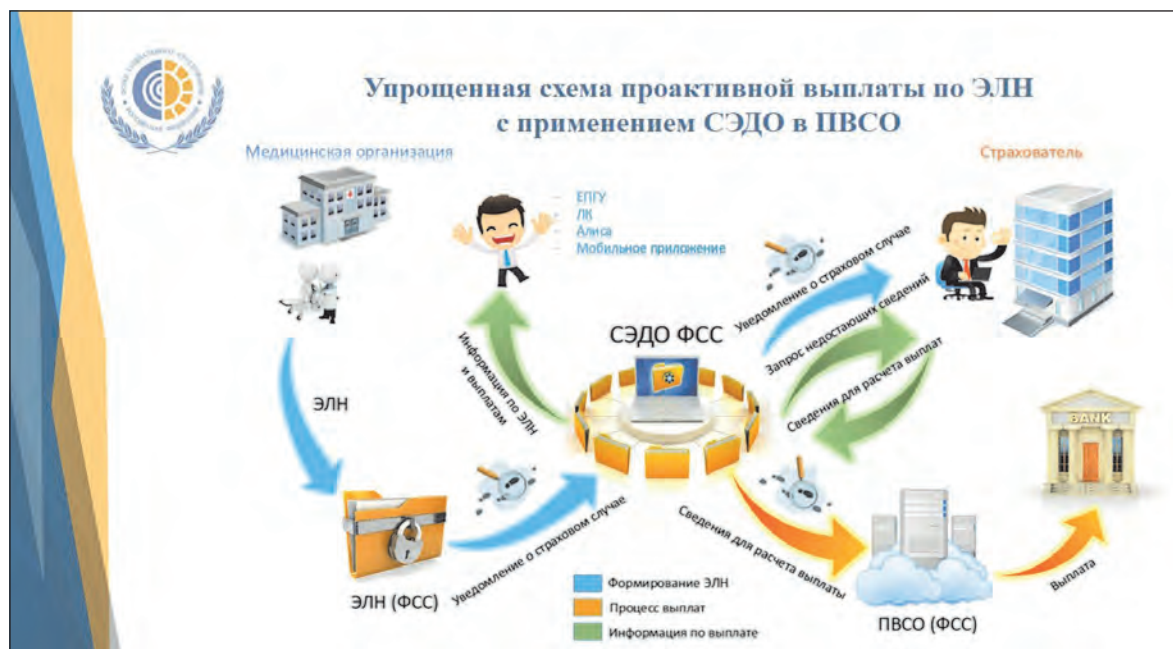 Упрощенная схема проактивной выплаты по ЭЛН
с применением СЭДО в ПВСО
Медицинская организация
Страхователь
ЕПГУ
ЛК
Алиса
Мобильное приложение
Уведомление о страховом случае
Запрос недостающих сведений
Сведения для расчета выплат
СЭДО ФСС
Информация по ЭЛН
и выплатам
ЭЛН
BANK
ЭЛН (ФСС)
Уведомление о страховом случае
Сведения для расчета выплаты
ПВСО (ФСС)
Выплата
Формирование ЭЛН
Процесс выплат
Информация по выплате